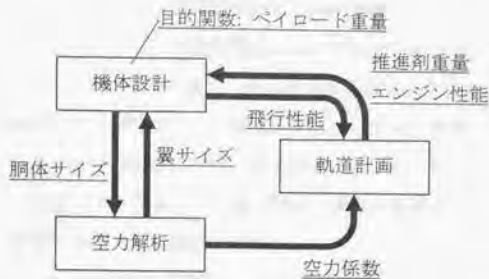 目的関数: ペイロード重量
機体設計
推進剤重量
エンジン性能
飛行性能
胴体サイズ
翼サイズ
軌道計画
空力解析
空力係数